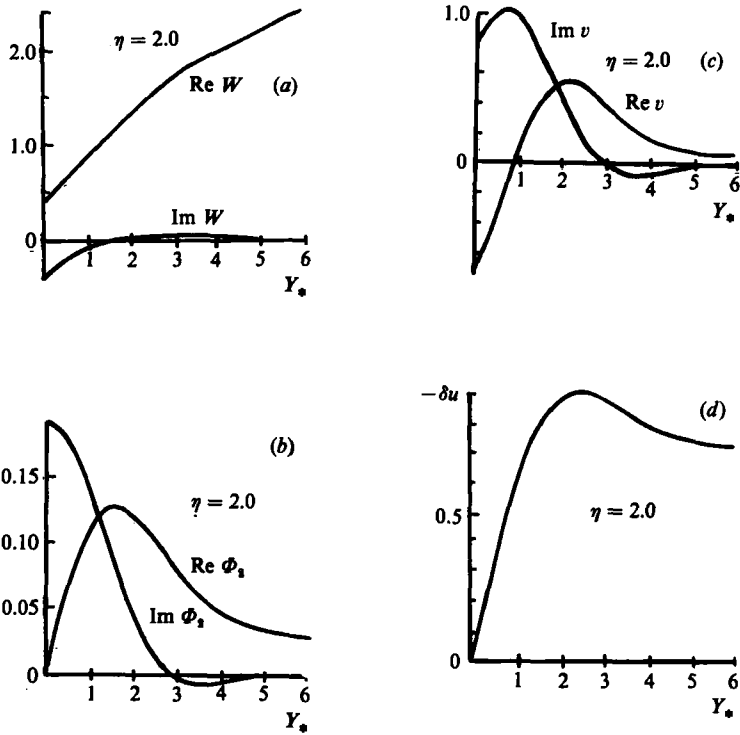 2.0
1.0
0
η = 2.0
Re W
(a)
Im W
1 2 3 4 5 6
Y*
1.0
0
Im v
η = 2.0
(c)
Re v
1 2 3 4 5 6
Y*
0.15
0.10
0.05
0
(b)
η = 2.0
Re Φ₂
Im Φ₂
1 2 3 4 5 6
Y*
−δu
0.5
0
(d)
η = 2.0
1 2 3 4 5 6
Y*